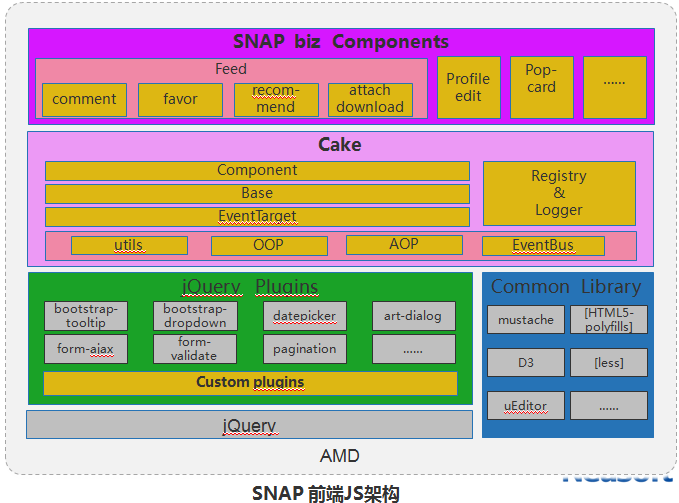 SNAP biz Components
Feed
comment
favor
recom-
mend
attach
download
Profile
edit
Pop-
card
......
Cake
Component
Base
EventTarget
Registry
&
Logger
utils
OOP
AOP
EventBus
jQuery Plugins
bootstrap-
tooltip
bootstrap-
dropdown
datepicker
art-dialog
form-ajax
form-
validate
pagination
......
Custom plugins
Common Library
mustache
[HTML5-
polyfills]
D3
[less]
uEditor
......
jQuery
AMD
SNAP 前端JS架构